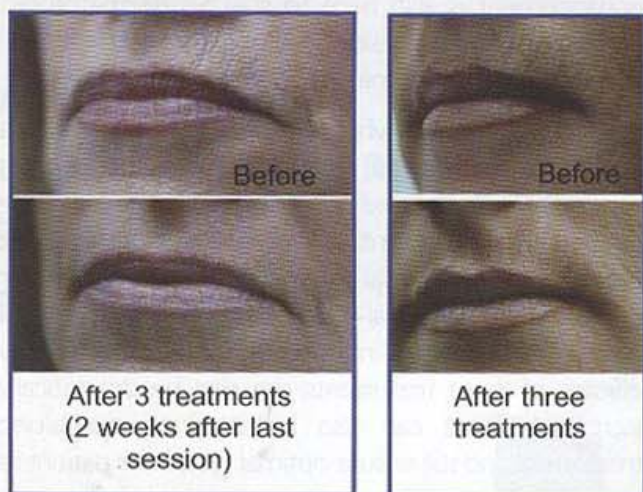 Before
After 3 treatments
(2 weeks after last
session)
Before
After three
treatments